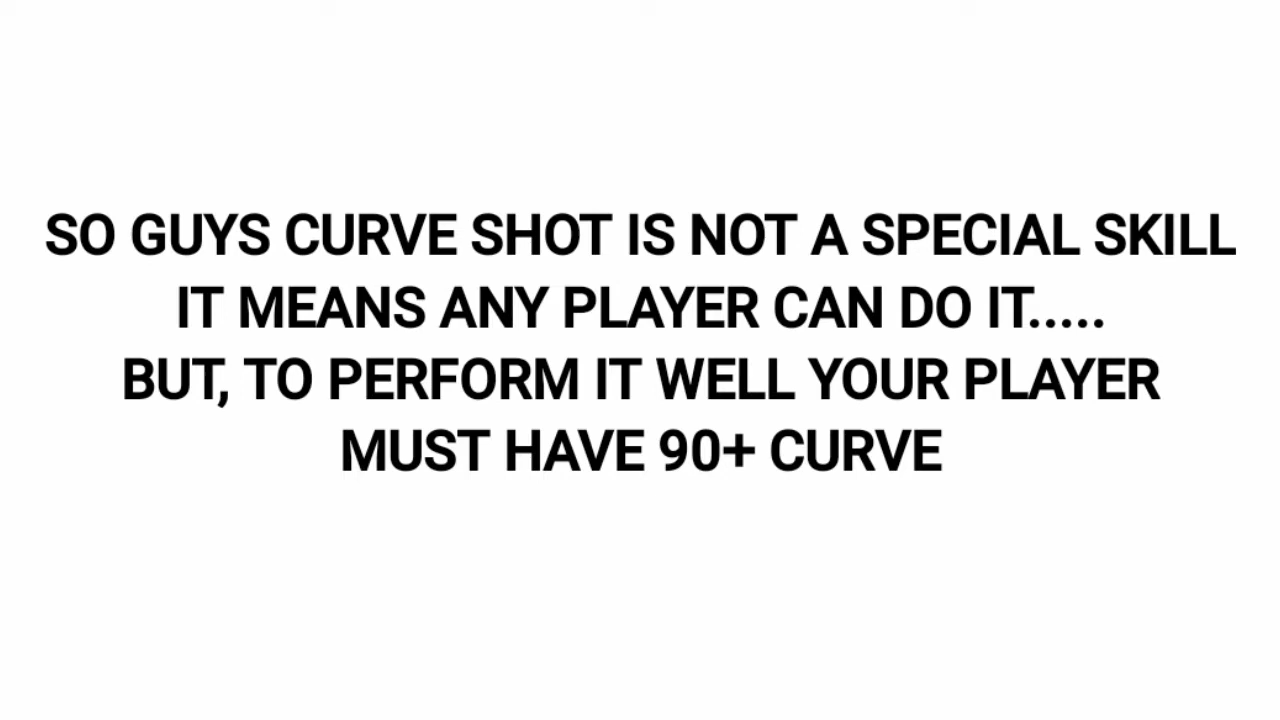 SO GUYS CURVE SHOT IS NOT A SPECIAL SKILL
IT MEANS ANY PLAYER CAN DO IT.....
BUT, TO PERFORM IT WELL YOUR PLAYER
MUST HAVE 90+ CURVE